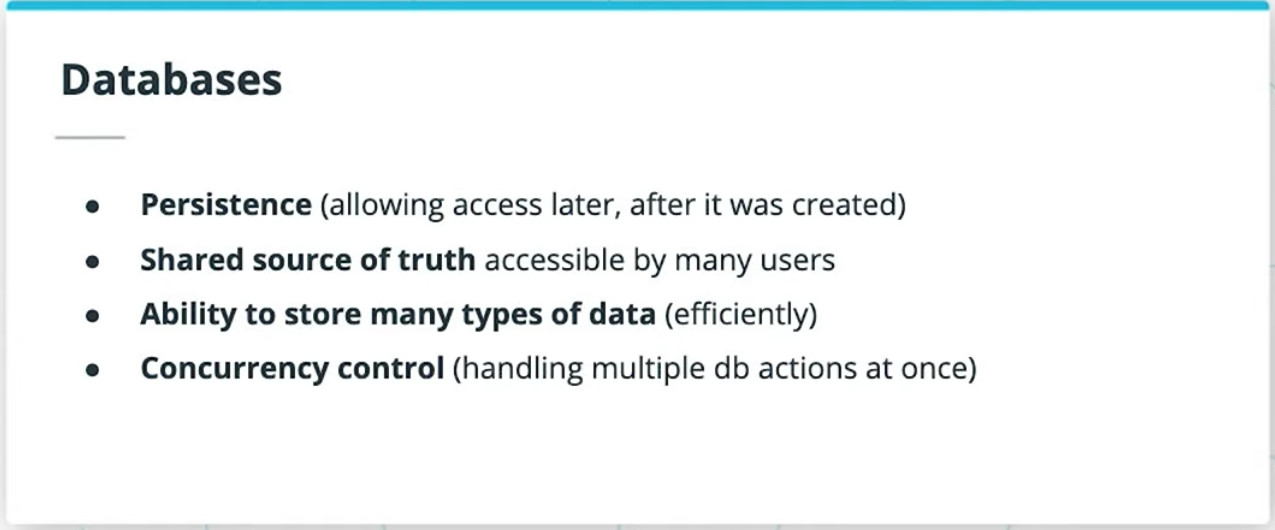 Databases
● Persistence (allowing access later, after it was created)
● Shared source of truth accessible by many users
● Ability to store many types of data (efficiently)
● Concurrency control (handling multiple db actions at once)